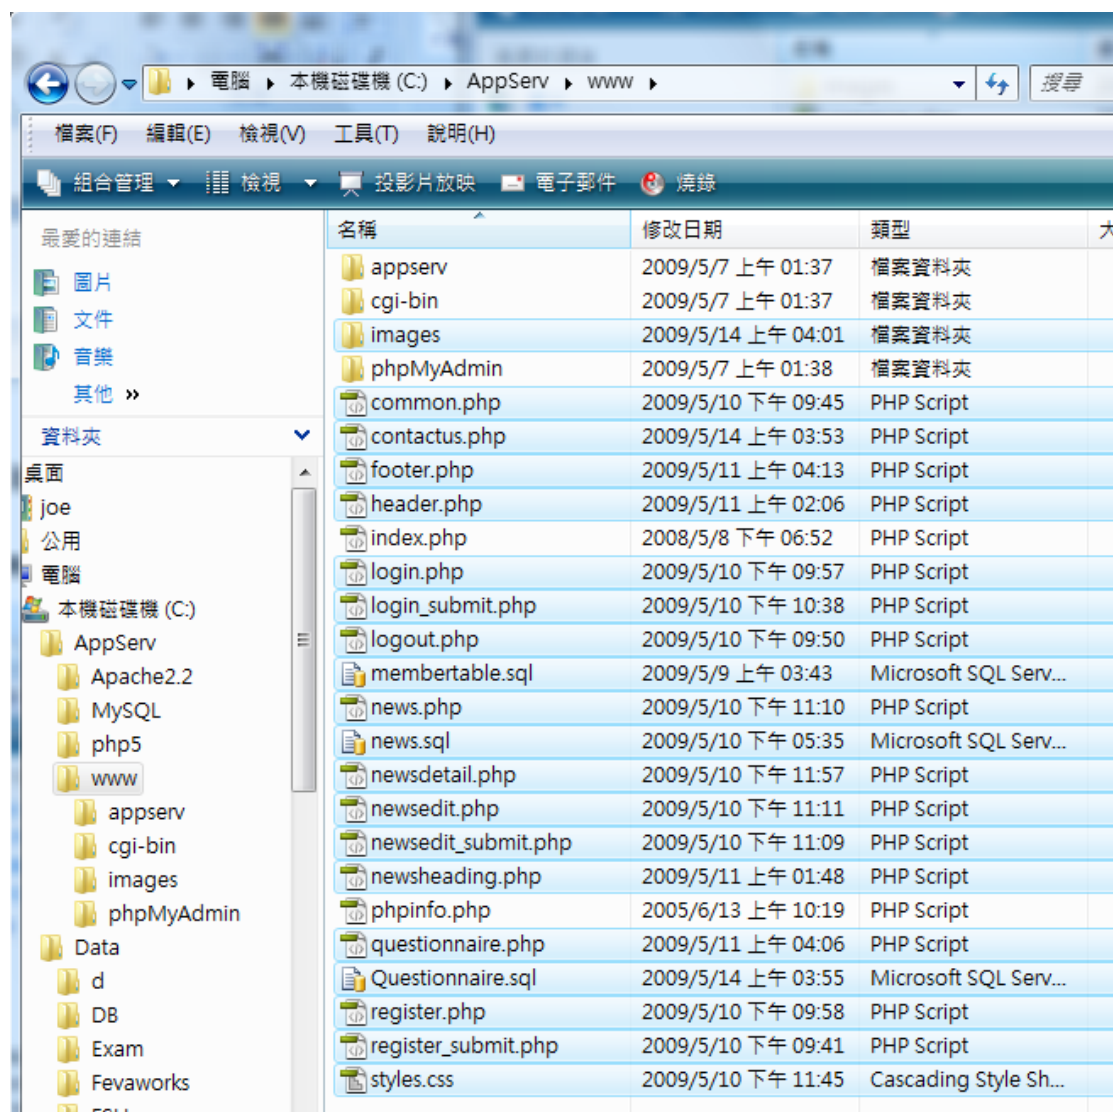 電腦 本機磁碟機 (C:) AppServ www 搜尋
檔案(F) 編輯(E) 檢視(V) 工具(T) 說明(H)
組合管理 檢視 投影片放映 電子郵件 燒錄
最愛的連結
圖片
文件
音樂
其他 »
資料夾
桌面
joe
公用
電腦
本機磁碟機 (C:)
AppServ
Apache2.2
MySQL
php5
www
appserv
cgi-bin
images
phpMyAdmin
Data
d
DB
Exam
Fevaworks
名稱 修改日期 類型 大
appserv 2009/5/7 上午 01:37 檔案資料夾
cgi-bin 2009/5/7 上午 01:37 檔案資料夾
images 2009/5/14 上午 04:01 檔案資料夾
phpMyAdmin 2009/5/7 上午 01:38 檔案資料夾
common.php 2009/5/10 下午 09:45 PHP Script
contactus.php 2009/5/14 上午 03:53 PHP Script
footer.php 2009/5/11 上午 04:13 PHP Script
header.php 2009/5/11 上午 02:06 PHP Script
index.php 2008/5/8 下午 06:52 PHP Script
login.php 2009/5/10 下午 09:57 PHP Script
login_submit.php 2009/5/10 下午 10:38 PHP Script
logout.php 2009/5/10 下午 09:50 PHP Script
membertable.sql 2009/5/9 上午 03:43 Microsoft SQL Serv...
news.php 2009/5/10 下午 11:10 PHP Script
news.sql 2009/5/10 下午 05:35 Microsoft SQL Serv...
newsdetail.php 2009/5/10 下午 11:57 PHP Script
newsedit.php 2009/5/10 下午 11:11 PHP Script
newsedit_submit.php 2009/5/10 下午 11:09 PHP Script
newsheading.php 2009/5/11 上午 01:48 PHP Script
phpinfo.php 2005/6/13 上午 10:19 PHP Script
questionnaire.php 2009/5/11 上午 04:06 PHP Script
Questionnaire.sql 2009/5/14 上午 03:55 Microsoft SQL Serv...
register.php 2009/5/10 下午 09:58 PHP Script
register_submit.php 2009/5/10 下午 09:41 PHP Script
styles.css 2009/5/10 下午 11:45 Cascading Style Sh...